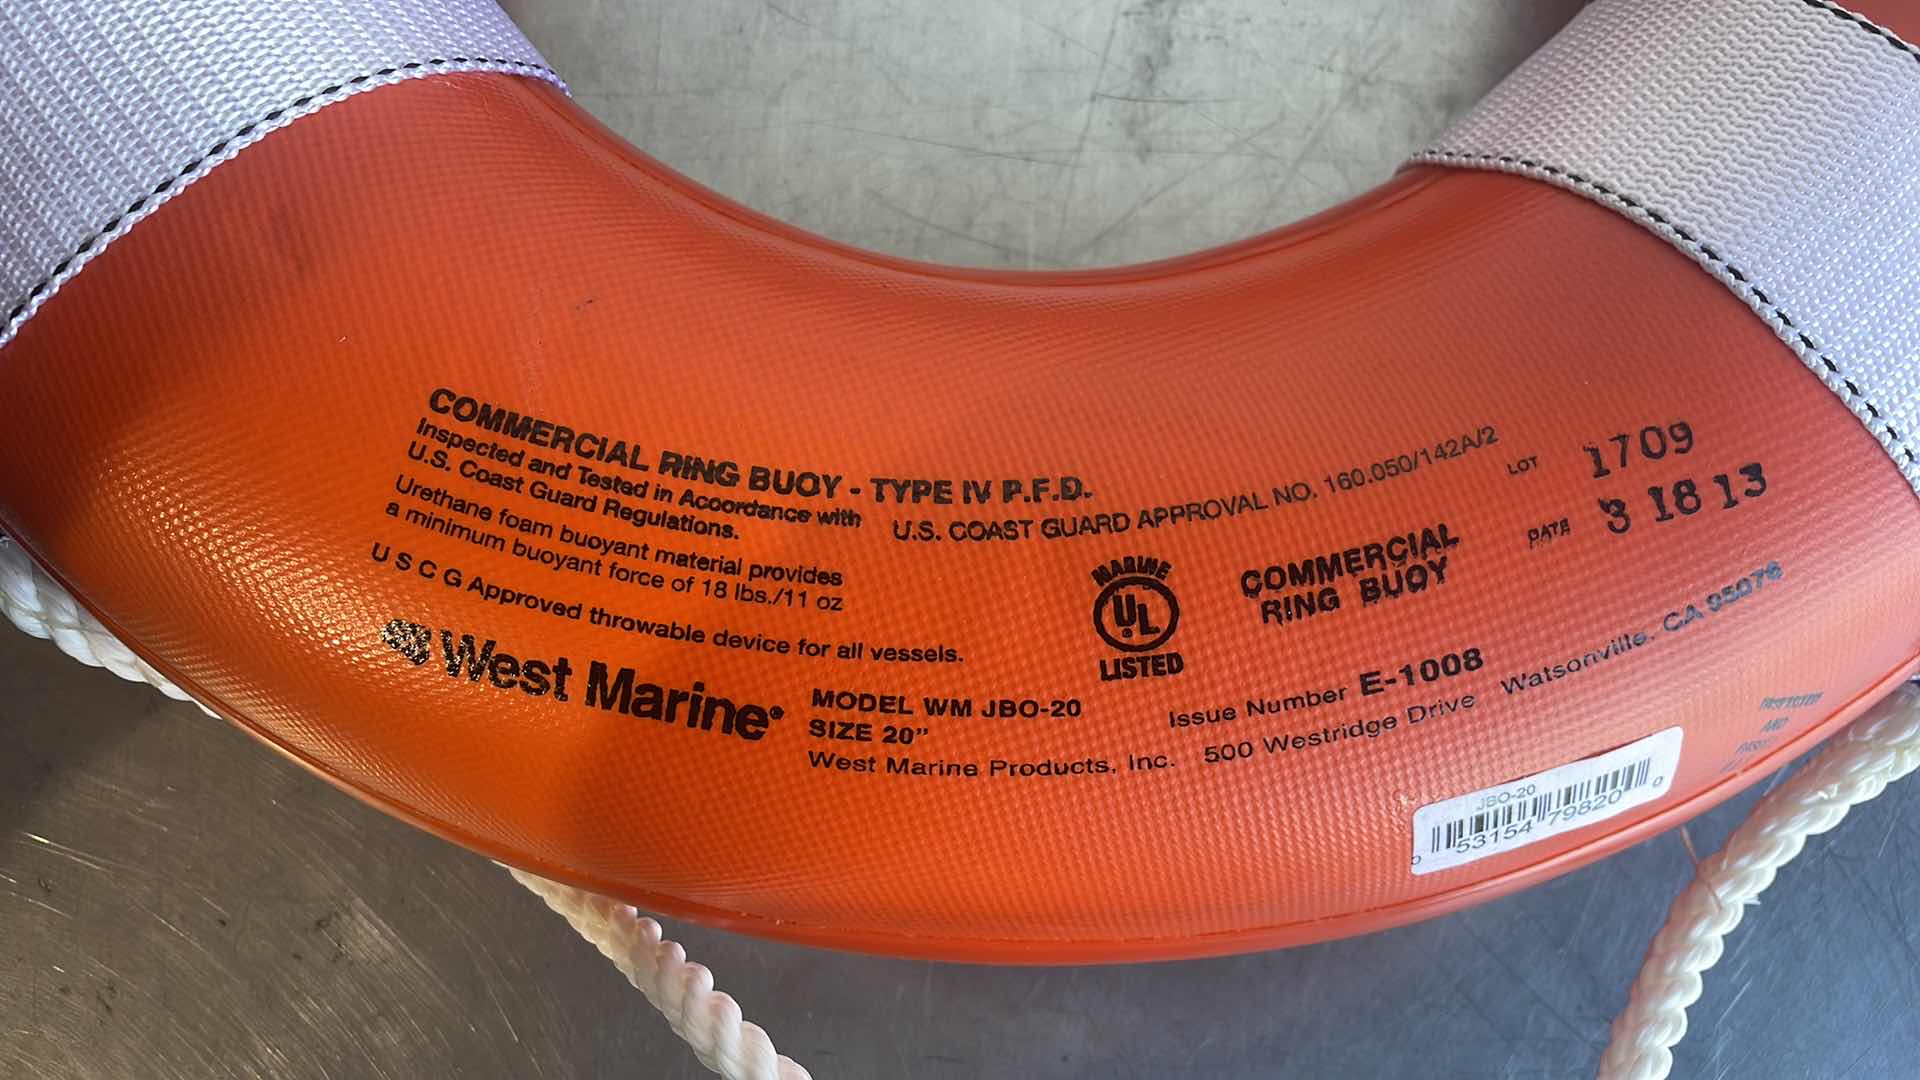 COMMERCIAL RING BUOY - TYPE IV P.F.D.
Inspected and Tested in Accordance with
U.S. Coast Guard Regulations.
U.S. COAST GUARD APPROVAL NO. 160.050/142A/2
LOT 1709
DATE 3 18 13
Urethane foam buoyant material provides
a minimum buoyant force of 18 lbs./11 oz
U S C G Approved throwable device for all vessels.
MARINE
UL
LISTED
COMMERCIAL
RING BUOY
West Marine®
MODEL WM JBO-20
SIZE 20"
Issue Number E-1008
West Marine Products, Inc. 500 Westridge Drive Watsonville, CA 95076
INSPECTED
AND
JBO-20
0 53154 79820 0